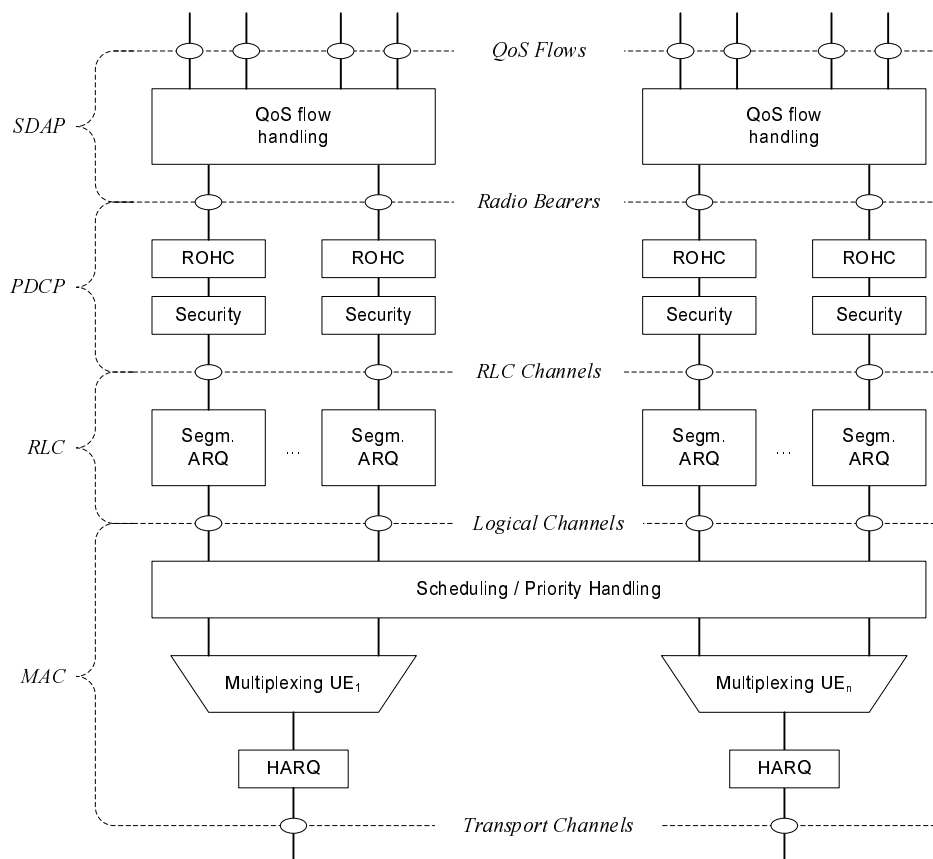 QoS Flows
QoS flow
handling
QoS flow
handling
SDAP
Radio Bearers
ROHC
ROHC
ROHC
ROHC
PDCP
Security
Security
Security
Security
RLC Channels
Segm.
ARQ
...
Segm.
ARQ
Segm.
ARQ
...
Segm.
ARQ
RLC
Logical Channels
Scheduling / Priority Handling
MAC
Multiplexing UE1
Multiplexing UEn
HARQ
HARQ
Transport Channels